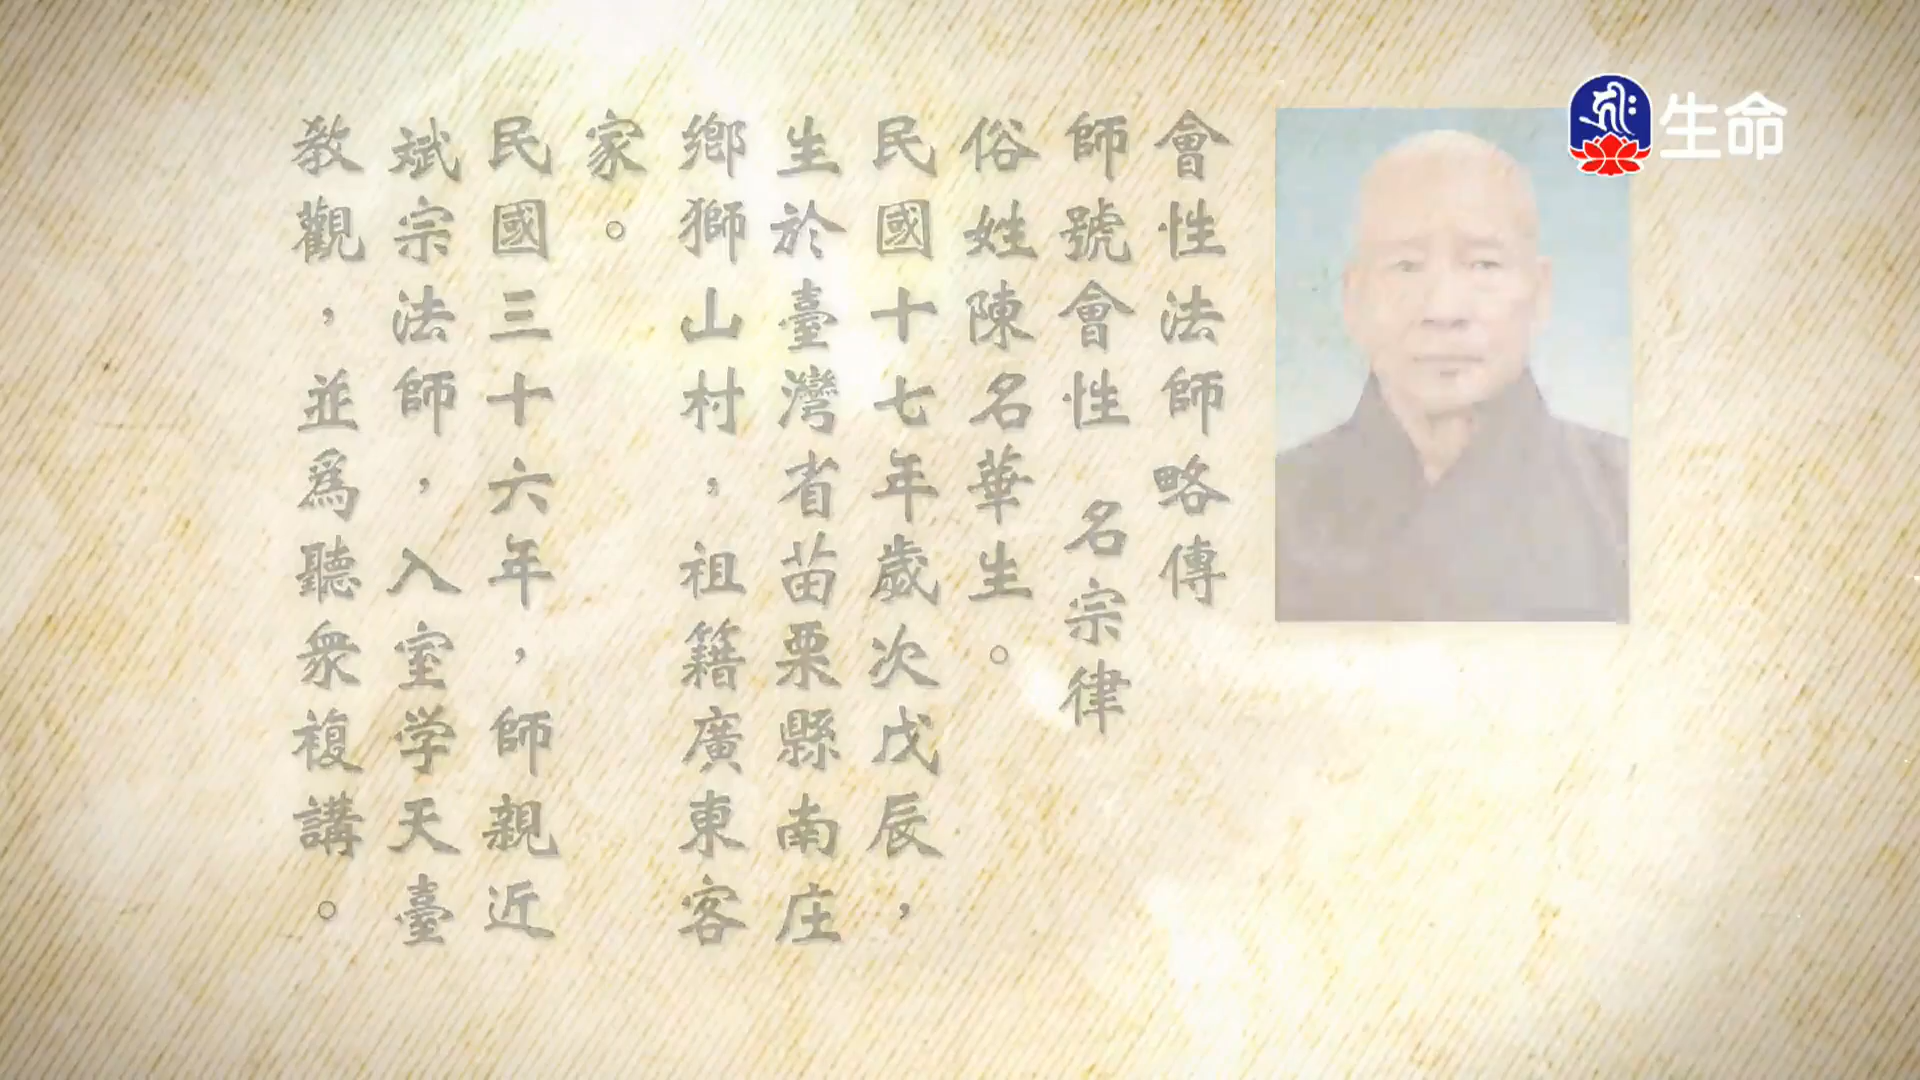 會性法師略傳
師號會性 名宗律
俗姓陳名華生。
民國十七年歲次戊辰，
生於臺灣省苗栗縣南庄
鄉獅山村，祖籍廣東客
家。
民國三十六年，師親近
斌宗法師，入室学天臺
教觀，並爲聽眾複講。
生命